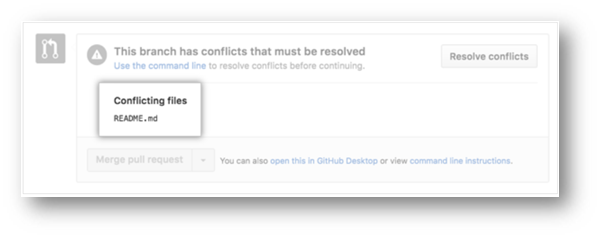 This branch has conflicts that must be resolved
Use the command line to resolve conflicts before continuing.
Resolve conflicts
Conflicting files
README.md
Merge pull request
You can also open this in GitHub Desktop or view command line instructions.